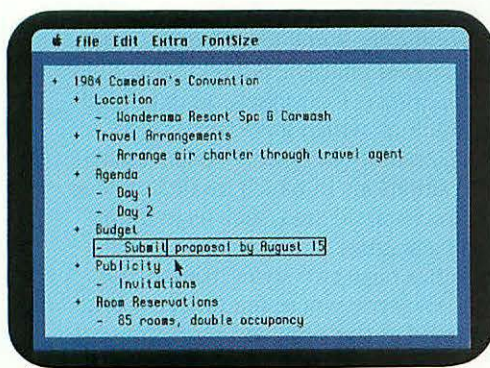 File Edit Extra FontSize
+ 1984 Comedian's Convention
+ Location
- Wonderama Resort Spa & Carwash
+ Travel Arrangements
- Arrange air charter through travel agent
+ Agenda
- Day 1
- Day 2
+ Budget
- Submit proposal by August 15
+ Publicity
- Invitations
+ Room Reservations
- 85 rooms, double occupancy